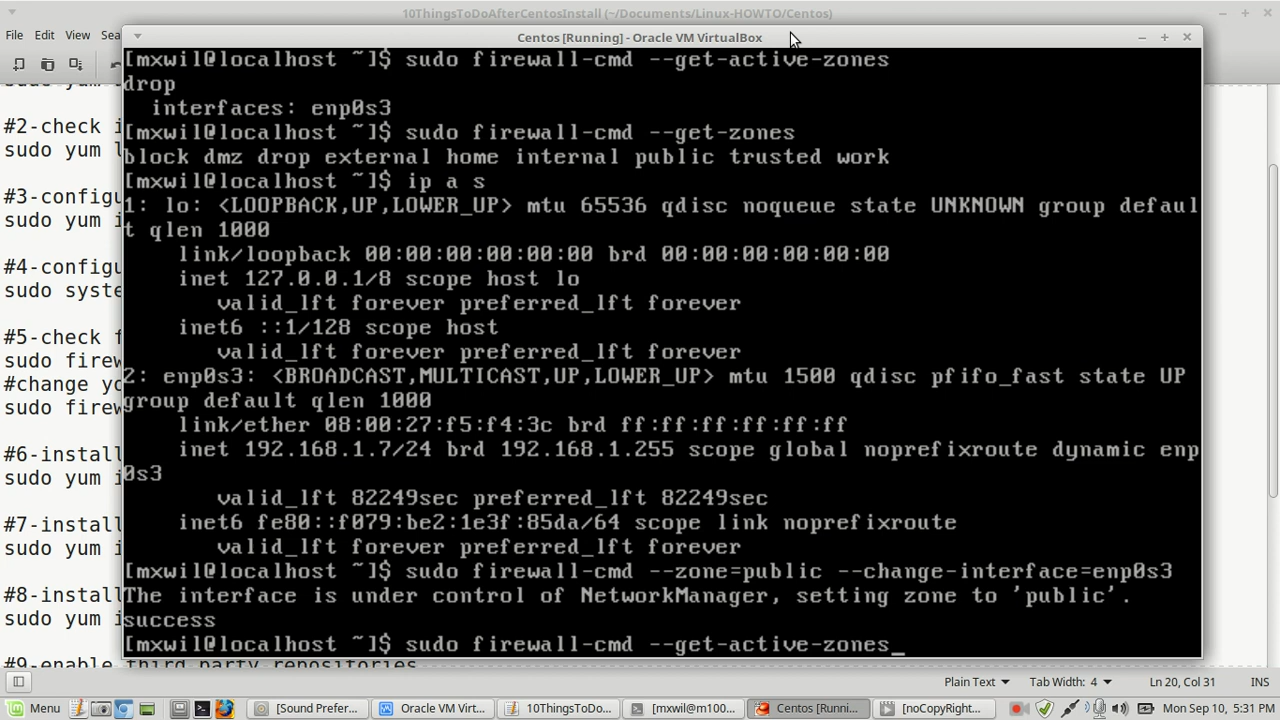 10ThingsToDoAfterCentosInstall (~/Documents/Linux-HOWTO/Centos)
File Edit View Sea
Centos [Running] - Oracle VM VirtualBox
#2-check i
sudo yum l
#3-configu
sudo yum i
#4-configu
sudo syste
#5-check f
sudo firew
#change yo
sudo firew
#6-install
sudo yum i
#7-install
sudo yum i
#8-install
sudo yum i
#9-enable third party repositories
[mxwil@localhost ~]$ sudo firewall-cmd --get-active-zones
drop
interfaces: enp0s3
[mxwil@localhost ~]$ sudo firewall-cmd --get-zones
block dmz drop external home internal public trusted work
[mxwil@localhost ~]$ ip a s
1: lo: <LOOPBACK,UP,LOWER_UP> mtu 65536 qdisc noqueue state UNKNOWN group defaul
t qlen 1000
link/loopback 00:00:00:00:00:00 brd 00:00:00:00:00:00
inet 127.0.0.1/8 scope host lo
valid_lft forever preferred_lft forever
inet6 ::1/128 scope host
valid_lft forever preferred_lft forever
2: enp0s3: <BROADCAST,MULTICAST,UP,LOWER_UP> mtu 1500 qdisc pfifo_fast state UP
group default qlen 1000
link/ether 08:00:27:f5:f4:3c brd ff:ff:ff:ff:ff:ff
inet 192.168.1.7/24 brd 192.168.1.255 scope global noprefixroute dynamic enp
0s3
valid_lft 82249sec preferred_lft 82249sec
inet6 fe80::f079:be2:1e3f:85da/64 scope link noprefixroute
valid_lft forever preferred_lft forever
[mxwil@localhost ~]$ sudo firewall-cmd --zone=public --change-interface=enp0s3
The interface is under control of NetworkManager, setting zone to 'public'.
success
[mxwil@localhost ~]$ sudo firewall-cmd --get-active-zones_
Plain Text Tab Width: 4 Ln 20, Col 31 INS
Menu [Sound Prefer... Oracle VM Virt... 10ThingsToDo... [mxwil@m100... Centos [Runni... [noCopyRight... Mon Sep 10, 5:31 PM